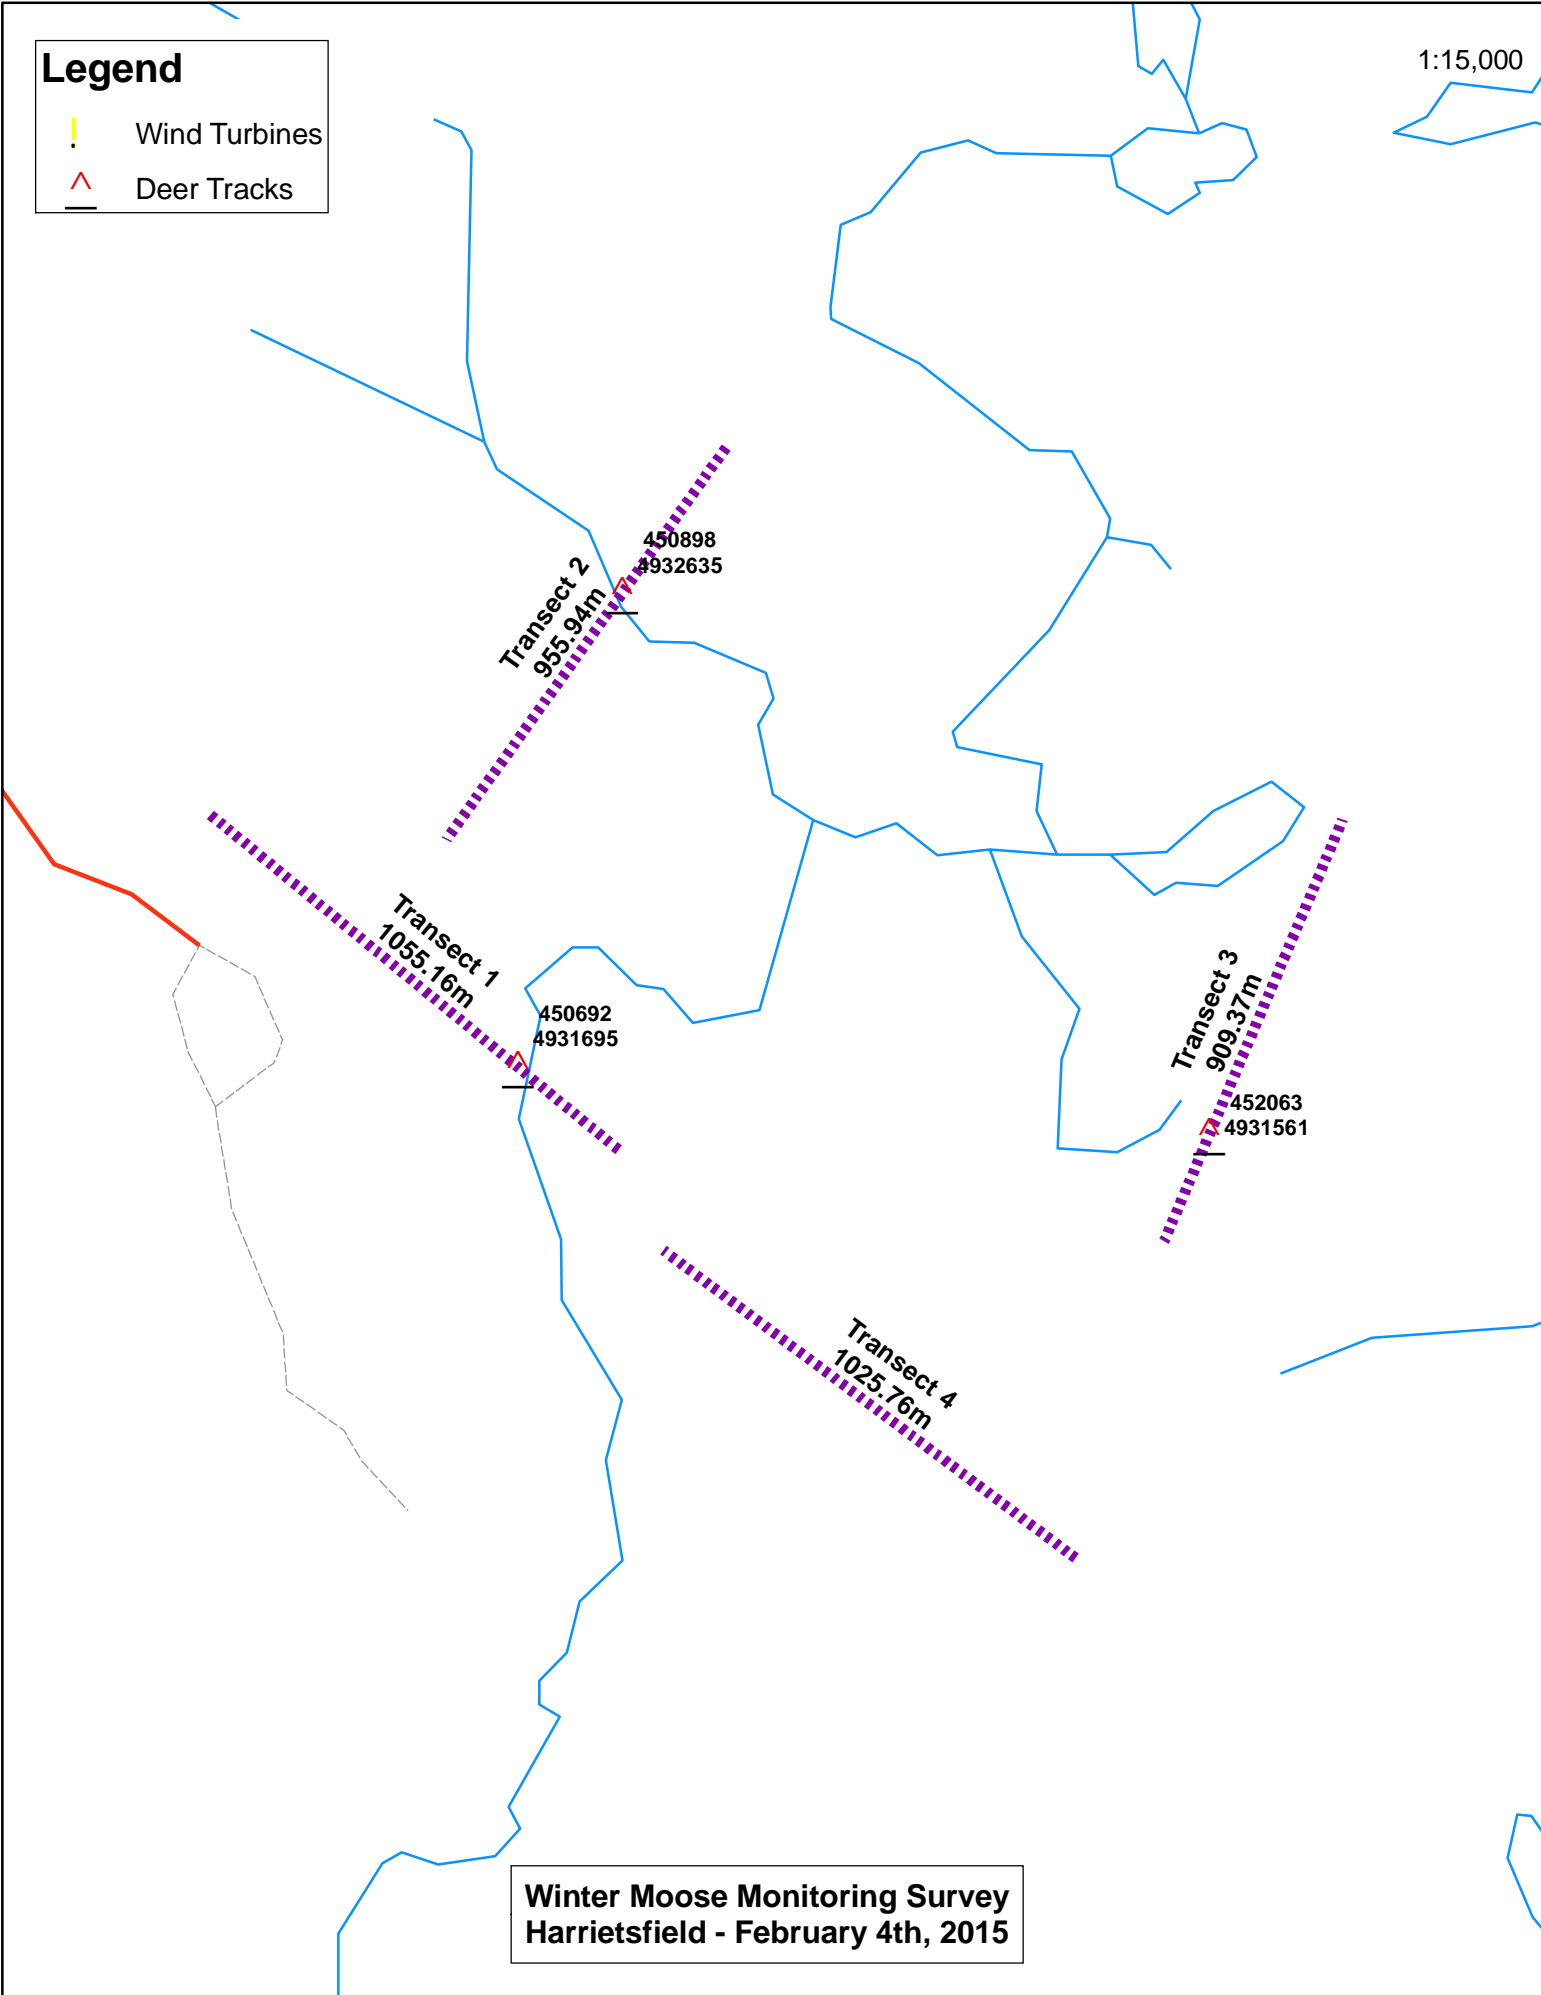 Legend
Wind Turbines
Deer Tracks
1:15,000
450898
4932635
Transect 2
955.94m
Transect 1
1055.16m
450692
4931695
Transect 3
909.37m
452063
4931561
Transect 4
1025.76m
Winter Moose Monitoring Survey
Harrietsfield - February 4th, 2015